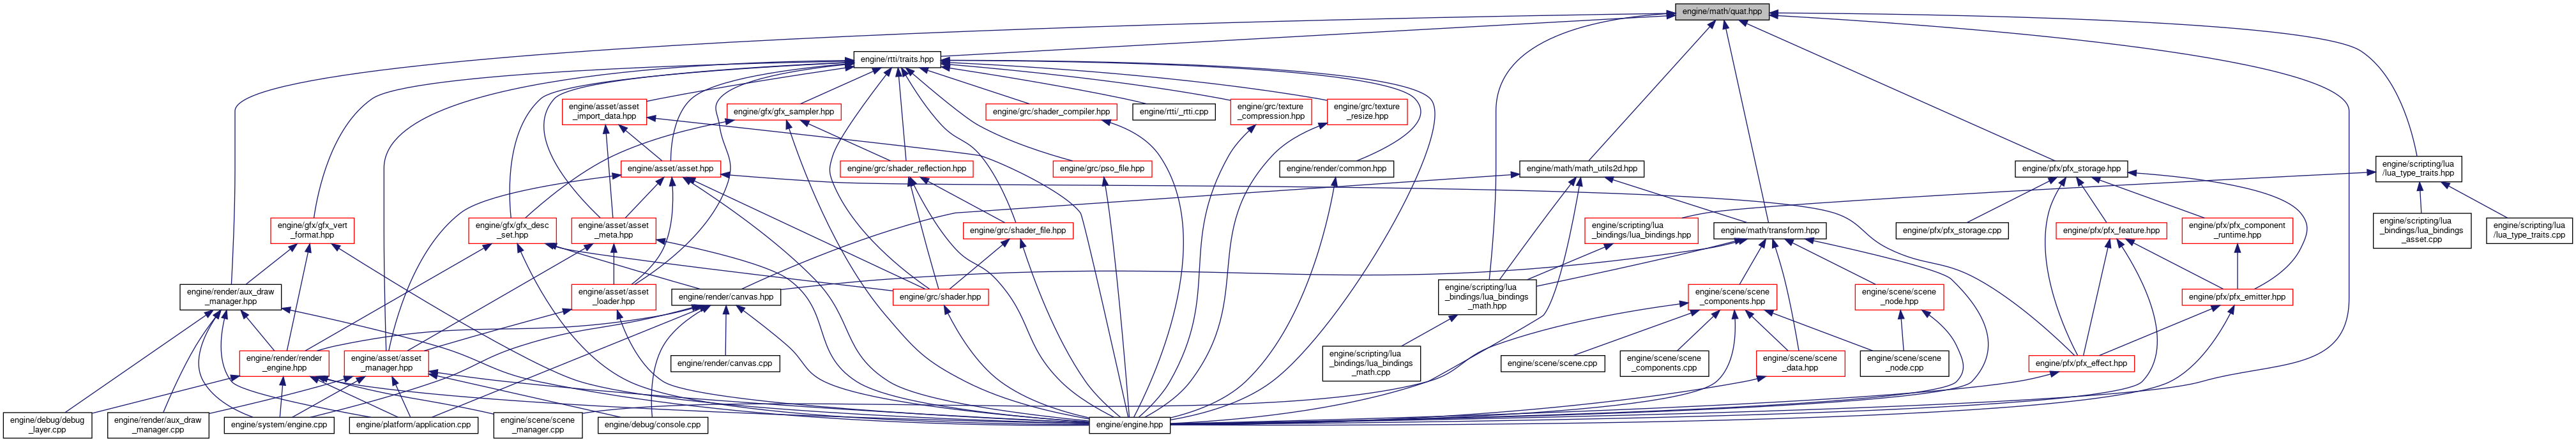 engine/math/quat.hpp
engine/rtti/traits.hpp
engine/asset/asset
_import_data.hpp
engine/gfx/gfx_sampler.hpp
engine/grc/shader_compiler.hpp
engine/rtti/_rtti.cpp
engine/grc/texture
_compression.hpp
engine/grc/texture
_resize.hpp
engine/asset/asset.hpp
engine/grc/shader_reflection.hpp
engine/grc/pso_file.hpp
engine/render/common.hpp
engine/math/math_utils2d.hpp
engine/pfx/pfx_storage.hpp
engine/scripting/lua
/lua_type_traits.hpp
engine/gfx/gfx_vert
_format.hpp
engine/gfx/gfx_desc
_set.hpp
engine/asset/asset
_meta.hpp
engine/grc/shader_file.hpp
engine/scripting/lua
_bindings/lua_bindings.hpp
engine/math/transform.hpp
engine/pfx/pfx_storage.cpp
engine/pfx/pfx_feature.hpp
engine/pfx/pfx_component
_runtime.hpp
engine/scripting/lua
_bindings/lua_bindings
_asset.cpp
engine/scripting/lua
/lua_type_traits.cpp
engine/render/aux_draw
_manager.hpp
engine/asset/asset
_loader.hpp
engine/render/canvas.hpp
engine/grc/shader.hpp
engine/scripting/lua
_bindings/lua_bindings
_math.hpp
engine/scene/scene
_components.hpp
engine/scene/scene
_node.hpp
engine/pfx/pfx_emitter.hpp
engine/render/render
_engine.hpp
engine/asset/asset
_manager.hpp
engine/render/canvas.cpp
engine/scripting/lua
_bindings/lua_bindings
_math.cpp
engine/scene/scene.cpp
engine/scene/scene
_components.cpp
engine/scene/scene
_data.hpp
engine/scene/scene
_node.cpp
engine/pfx/pfx_effect.hpp
engine/debug/debug
_layer.cpp
engine/render/aux_draw
_manager.cpp
engine/system/engine.cpp
engine/platform/application.cpp
engine/scene/scene
_manager.cpp
engine/debug/console.cpp
engine/engine.hpp